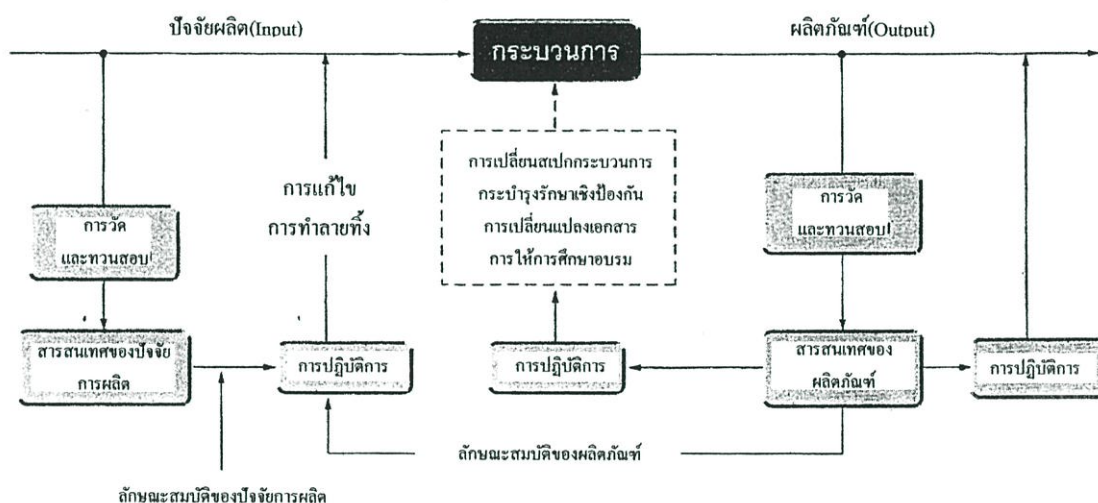 ปัจจัยผลิต(Input)
กระบวนการ
ผลิตภัณฑ์(Output)
การเปลี่ยนสเปกกระบวนการ
กระบำรุงรักษาเชิงป้องกัน
การเปลี่ยนแปลงเอกสาร
การให้การศึกษาอบรม
การแก้ไข
การทำลายทิ้ง
การวัด
และทวนสอบ
การวัด
และทวนสอบ
สารสนเทศของปัจจัย
การผลิต
การปฏิบัติการ
การปฏิบัติการ
สารสนเทศของ
ผลิตภัณฑ์
การปฏิบัติการ
ลักษณะสมบัติของผลิตภัณฑ์
ลักษณะสมบัติของปัจจัยการผลิต